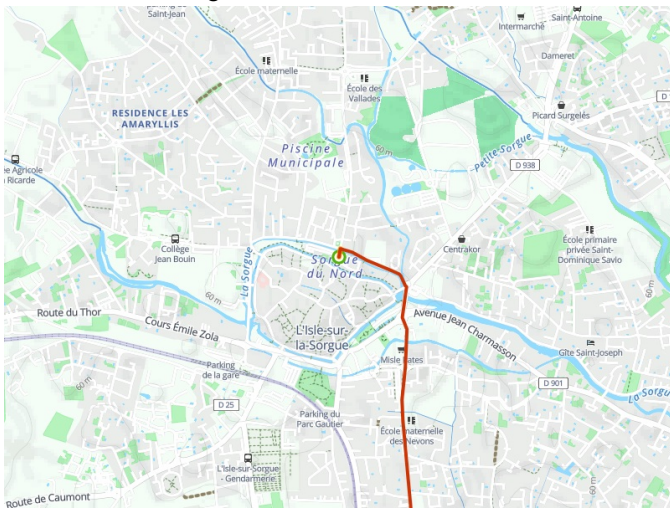 Saint-Jean
Intermarché
Saint-Antoine
Dameret
École maternelle
École des
Vallades
RESIDENCE LES
AMARYLLIS
Picard Surgelés
D
Piscine
Municipale
60 m
petite Sorgue
D 938
Agricole
Ricarde
Collège
Jean Bouin
La Sorgue
Sorgue
du Nord
Centrakor
École primaire
privée Saint-
Dominique Savio
60 m
60 m
Route du Thor
Cours Émile Zola
L'Isle-sur-
la-Sorgue
Avenue Jean Charmasson
Parking
de la gare
Gîte Saint-Joseph
D 901
La Sorgue
60 m
D 25
Parking du
Parc Gautier
École maternelle
des Nevons
L'Isle-sur-Sorgue
- Gendarmerie
Route de Caumont